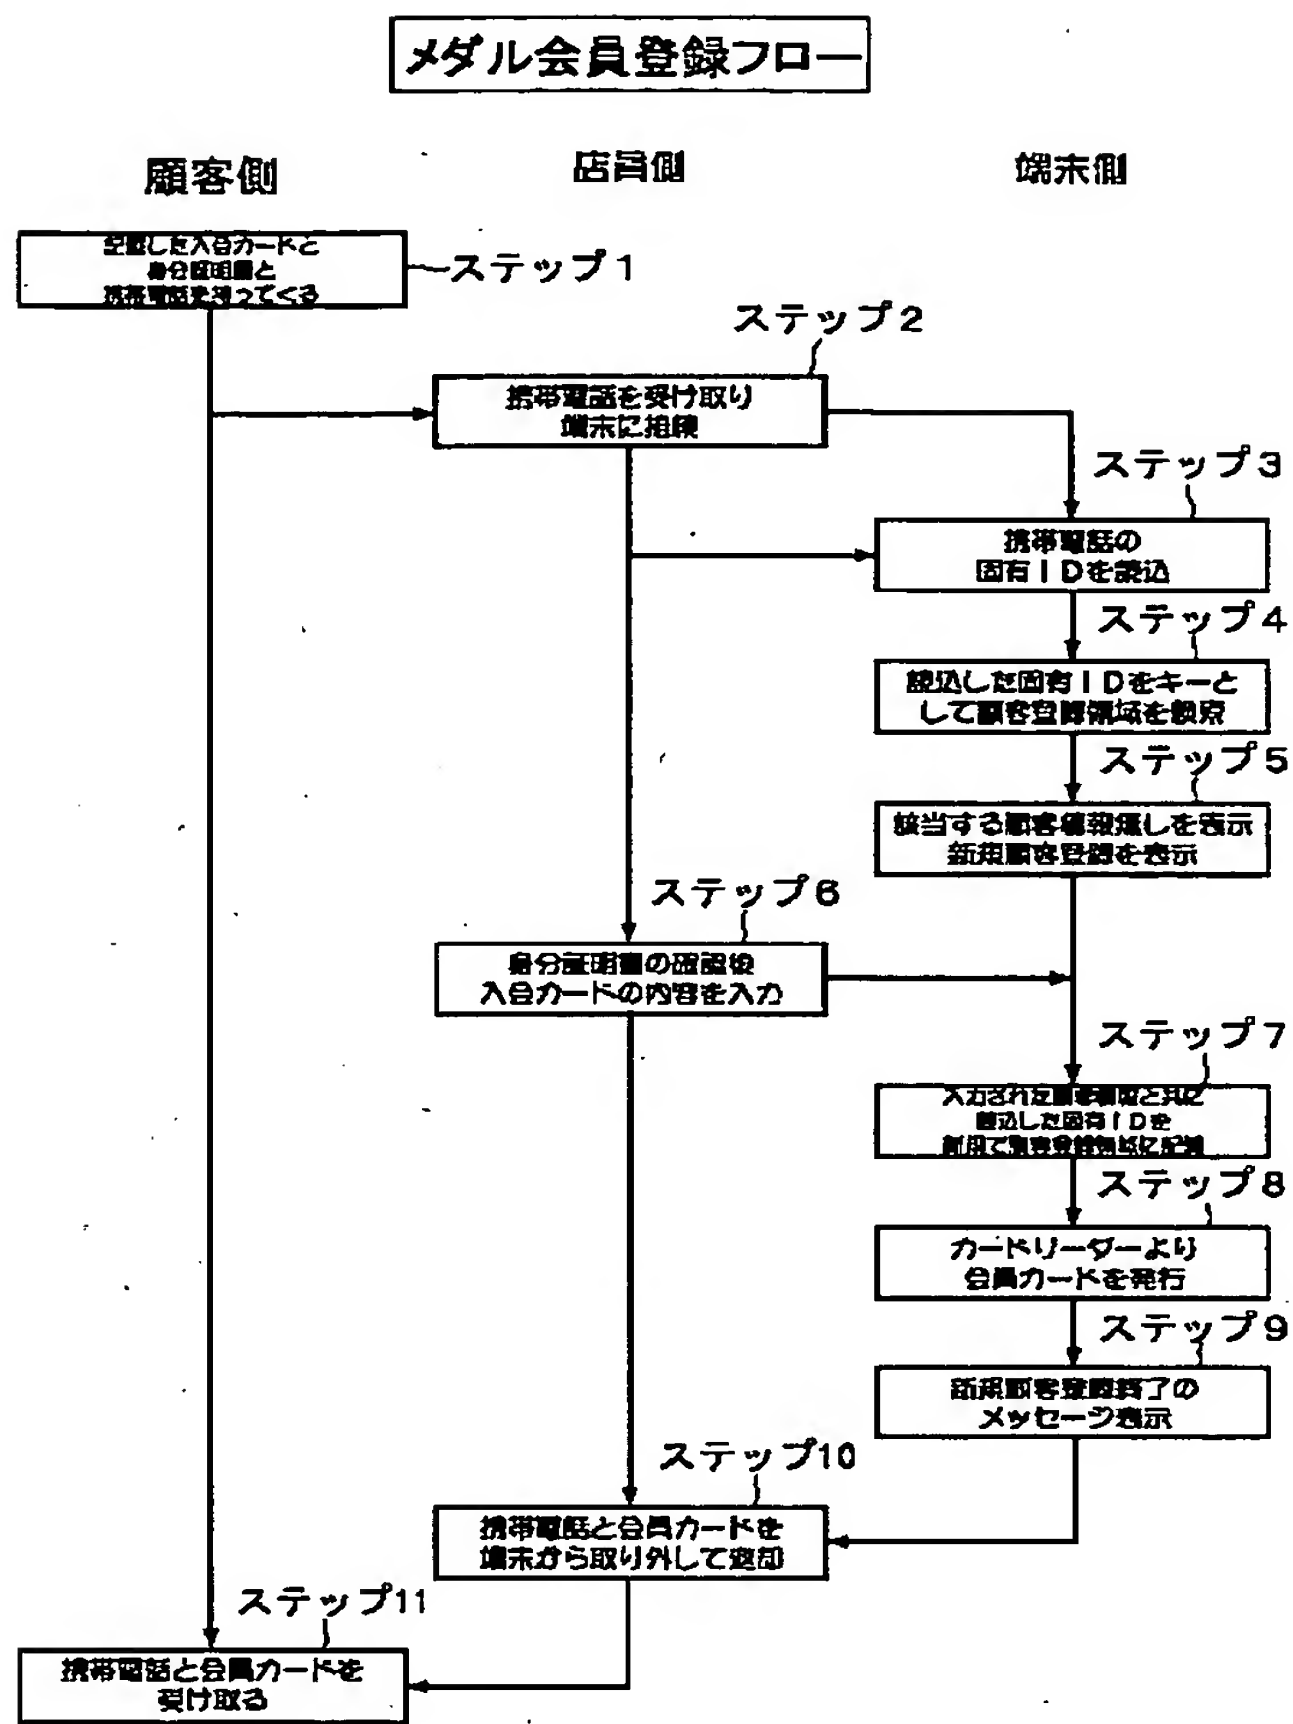 メダル会員登録フロー
顧客側
店員側
端末側
記載した入会カードと
身分証明書と
携帯電話を持ってくる
ステップ1
ステップ2
携帯電話を受け取り
端末に接続
ステップ3
携帯電話の
固有IDを読込
ステップ4
読込した固有IDをキーと
して顧客登録領域を検索
ステップ5
該当する顧客情報無しを表示
新規顧客登録を表示
ステップ6
身分証明書の確認後
入会カードの内容を入力
ステップ7
入力された顧客情報と共に
読込した固有IDを
新規で顧客登録領域に記録
ステップ8
カードリーダーより
会員カードを発行
ステップ9
新規顧客登録終了の
メッセージ表示
ステップ10
携帯電話と会員カードを
端末から取り外して返却
ステップ11
携帯電話と会員カードを
受け取る